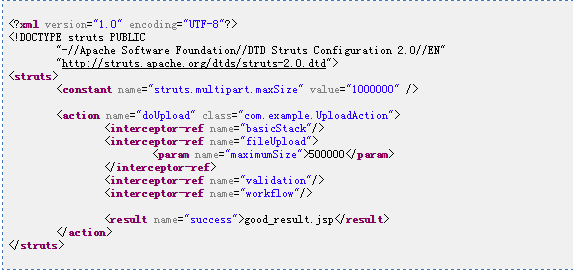 <?xml version="1.0" encoding="UTF-8"?>
<!DOCTYPE struts PUBLIC
"-//Apache Software Foundation//DTD Struts Configuration 2.0//EN"
"http://struts.apache.org/dtds/struts-2.0.dtd">
<struts>
<constant name="struts.multipart.maxSize" value="1000000" />
<action name="doUpload" class="com.example.UploadAction">
<interceptor-ref name="basicStack"/>
<interceptor-ref name="fileUpload">
<param name="maximumSize">500000</param>
</interceptor-ref>
<interceptor-ref name="validation"/>
<interceptor-ref name="workflow"/>
<result name="success">good_result.jsp</result>
</action>
</struts>